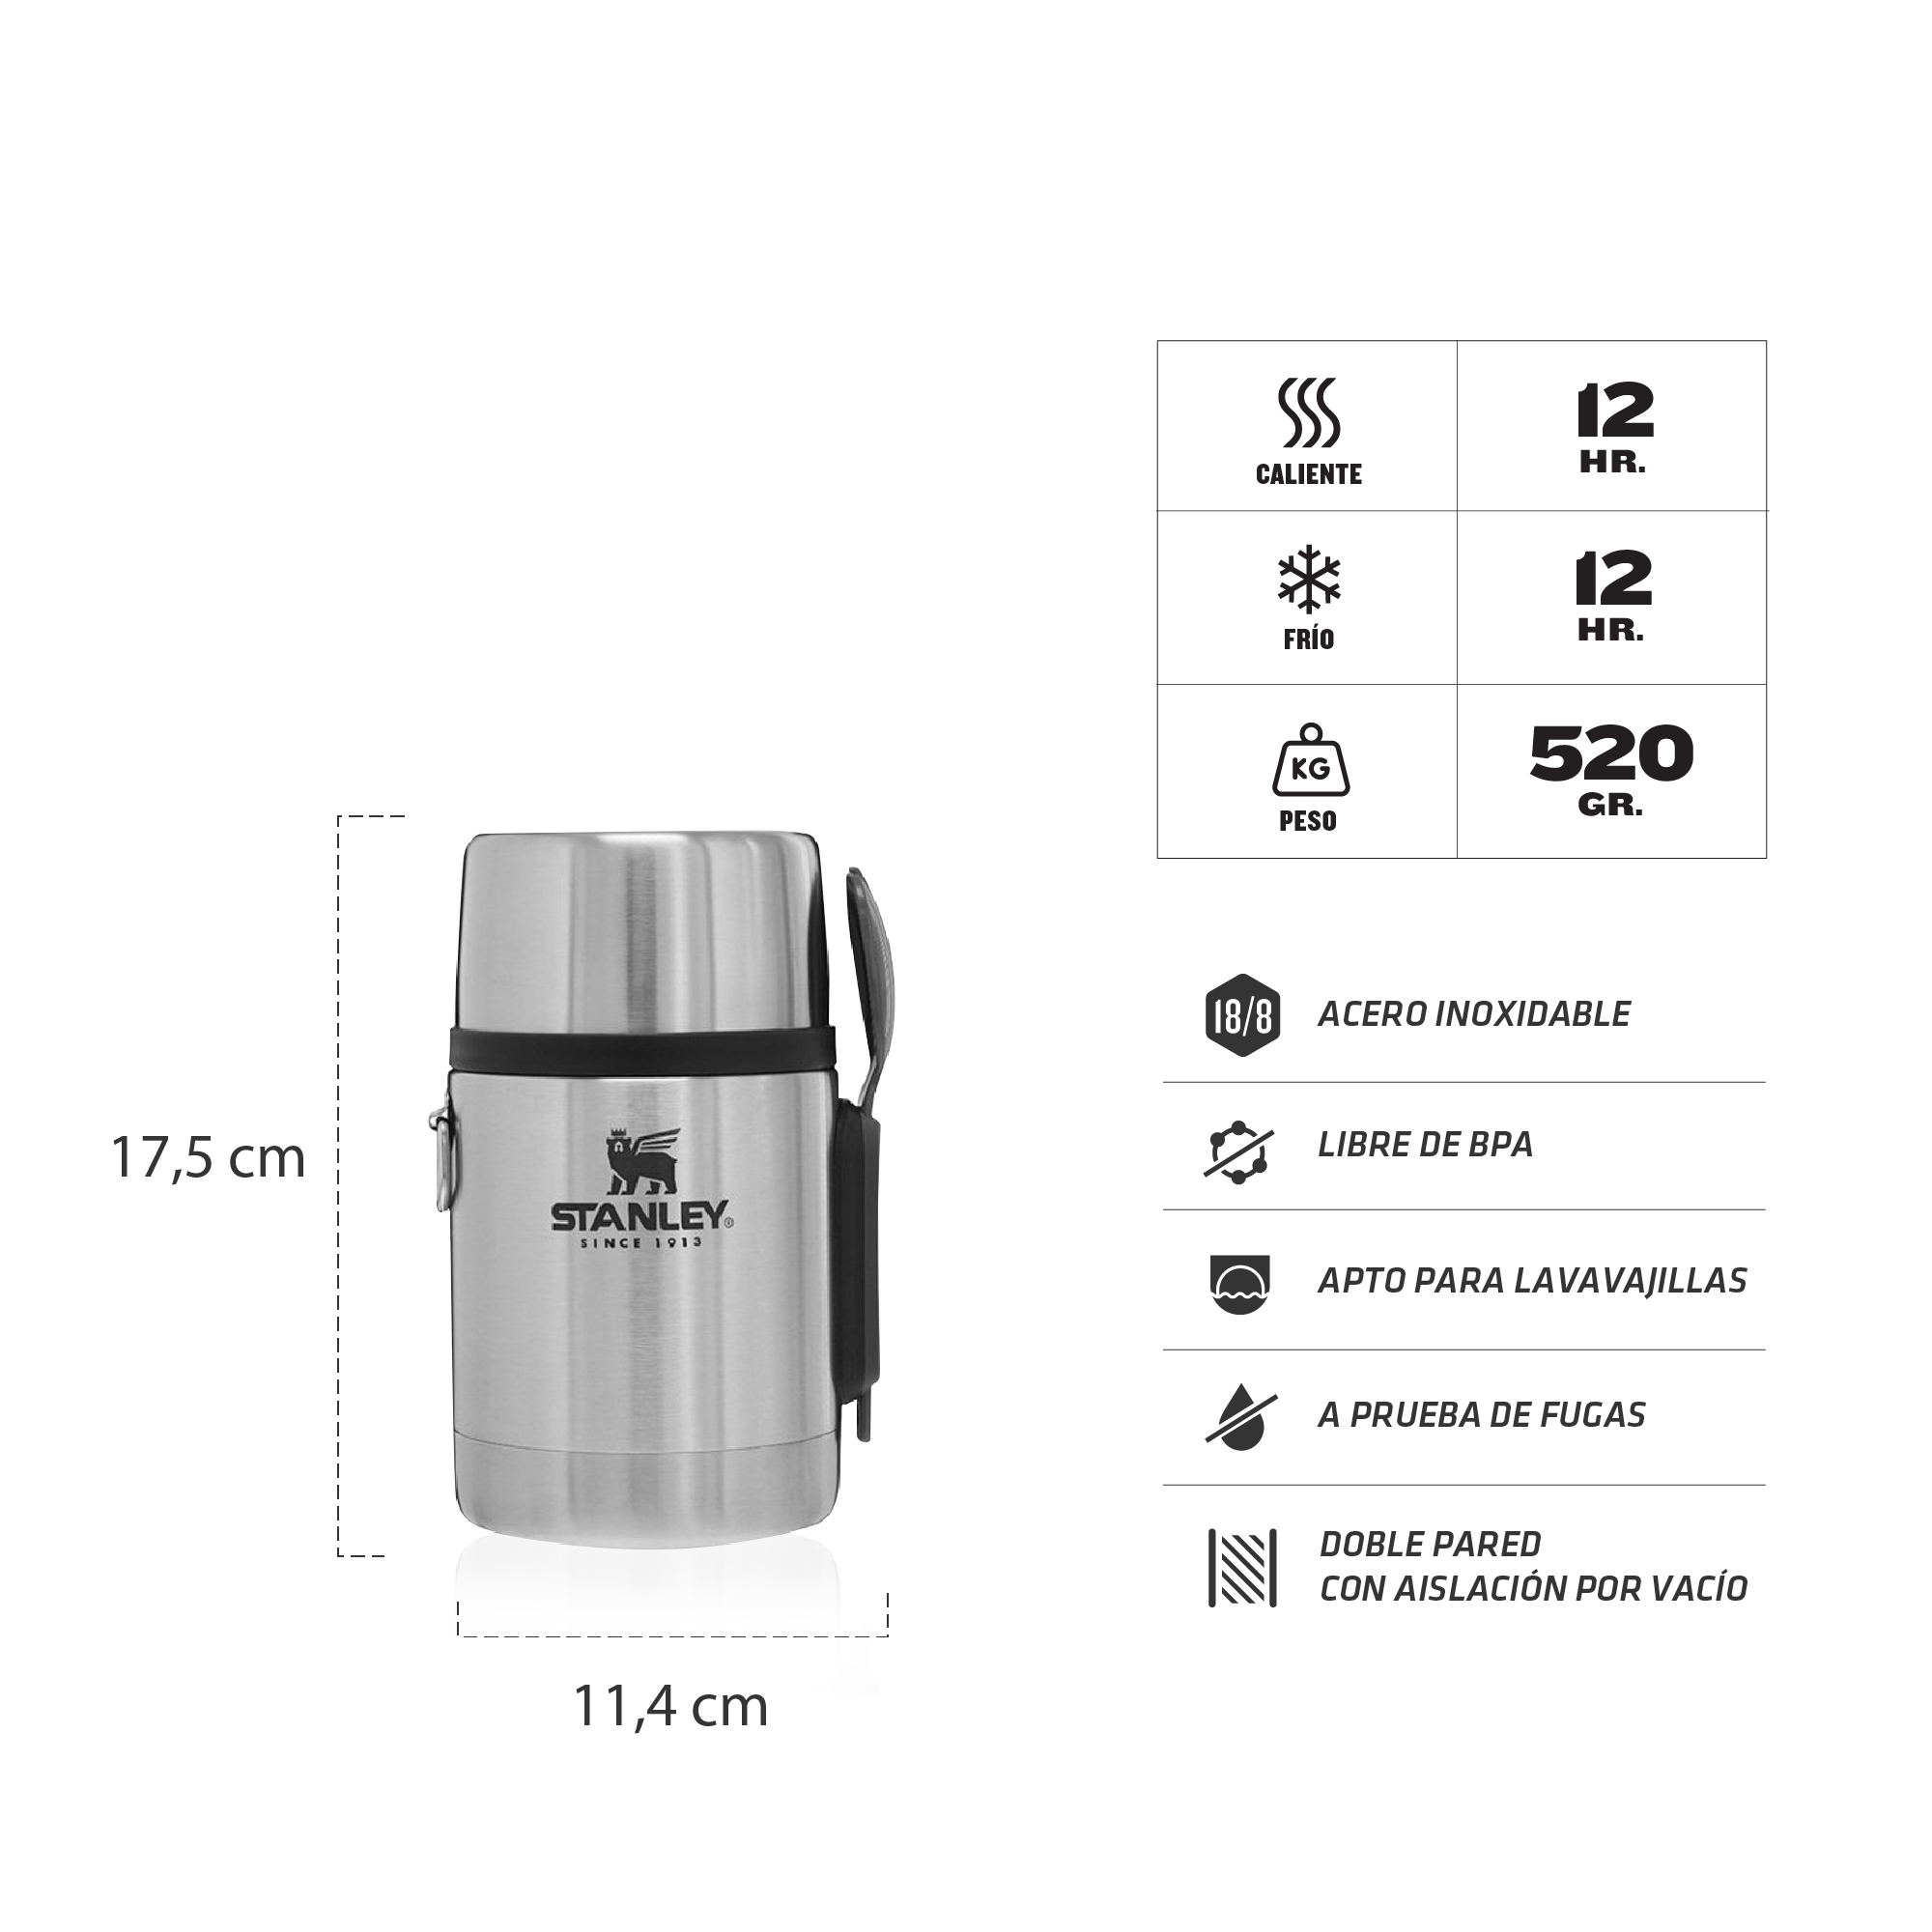 CALIENTE
12
HR.
FRÍO
12
HR.
KG
PESO
520
GR.
17,5 cm
STANLEY®
SINCE 1913
11,4 cm
18/8 ACERO INOXIDABLE
LIBRE DE BPA
APTO PARA LAVAVAJILLAS
A PRUEBA DE FUGAS
DOBLE PARED
CON AISLACIÓN POR VACÍO